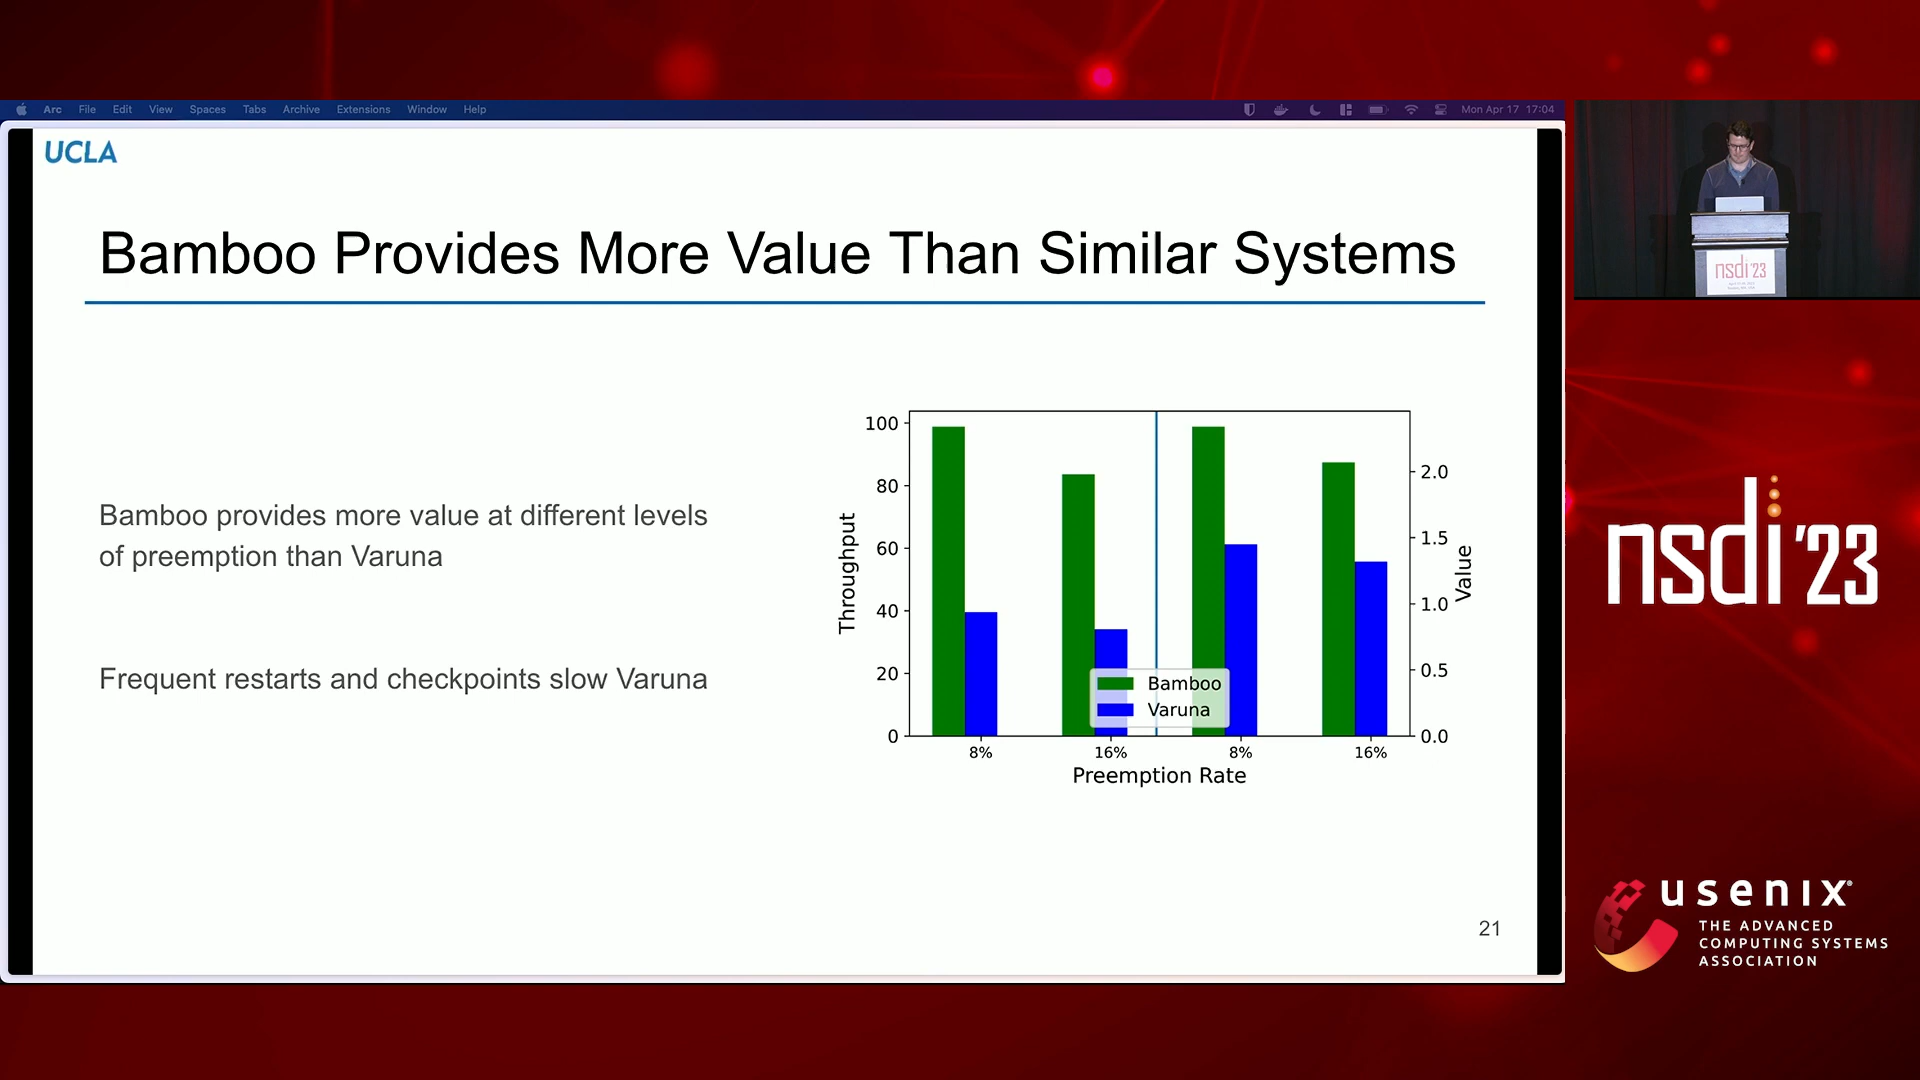 Arc File Edit View Spaces Tabs Archive Extensions Window Help
Mon Apr 17 17:04
UCLA
Bamboo Provides More Value Than Similar Systems
Bamboo provides more value at different levels
of preemption than Varuna
Frequent restarts and checkpoints slow Varuna
Throughput
100
80
60
40
20
0
Bamboo
Varuna
8%
16%
8%
16%
Preemption Rate
2.0
1.5
1.0
0.5
0.0
Value
21
nsdi'23
nsdi'23
usenix®
THE ADVANCED
COMPUTING SYSTEMS
ASSOCIATION